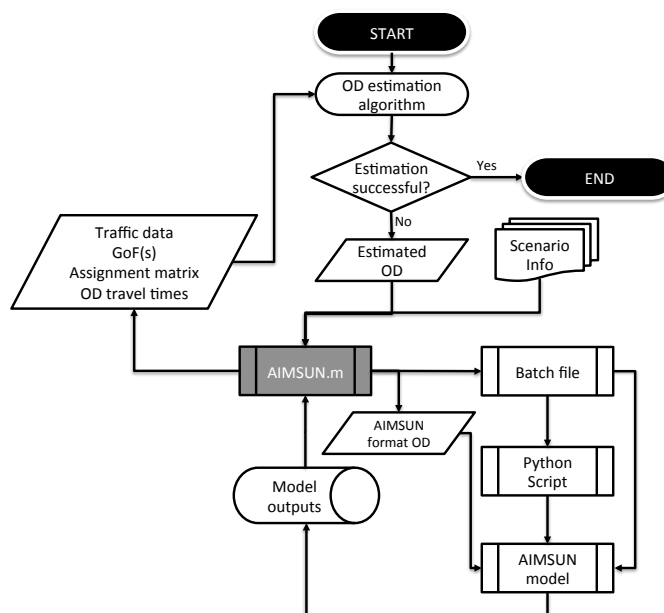 START
OD estimation
algorithm
Estimation
successful?
Yes
END
No
Traffic data
GoF(s)
Assignment matrix
OD travel times
Estimated
OD
Scenario
Info
AIMSUN.m
Batch file
AIMSUN
format OD
Python
Script
Model
outputs
AIMSUN
model